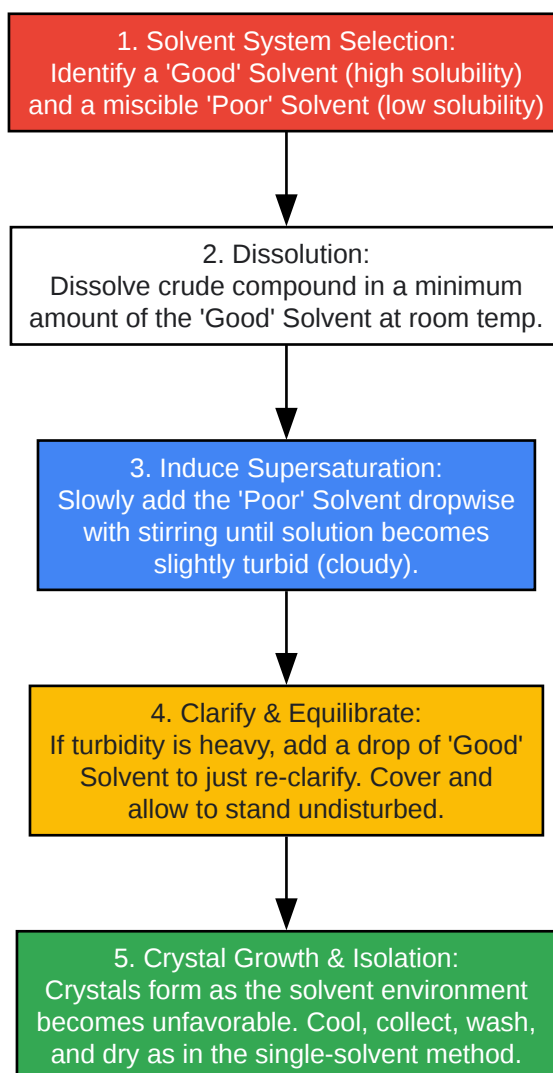 1. Solvent System Selection:
Identify a 'Good' Solvent (high solubility)
and a miscible 'Poor' Solvent (low solubility)
2. Dissolution:
Dissolve crude compound in a minimum
amount of the 'Good' Solvent at room temp.
3. Induce Supersaturation:
Slowly add the 'Poor' Solvent dropwise
with stirring until solution becomes
slightly turbid (cloudy).
4. Clarify & Equilibrate:
If turbidity is heavy, add a drop of 'Good'
Solvent to just re-clarify. Cover and
allow to stand undisturbed.
5. Crystal Growth & Isolation:
Crystals form as the solvent environment
becomes unfavorable. Cool, collect, wash,
and dry as in the single-solvent method.